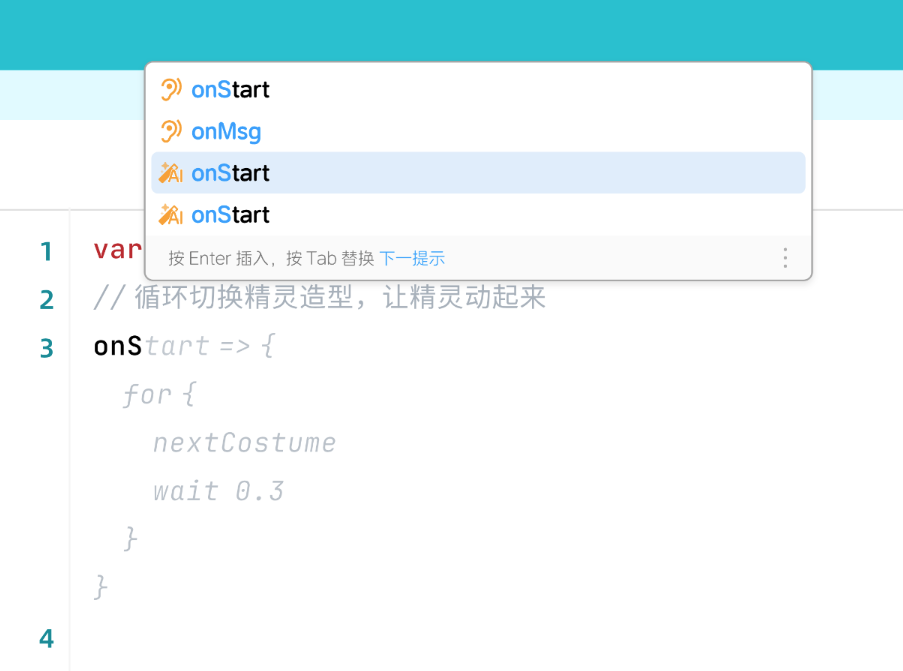 onStart
onMsg
AI onStart
AI onStart
按 Enter 插入，按 Tab 替换 下一提示
1 var
2 // 循环切换精灵造型，让精灵动起来
3 onStart => {
for {
nextCostume
wait 0.3
}
}
4